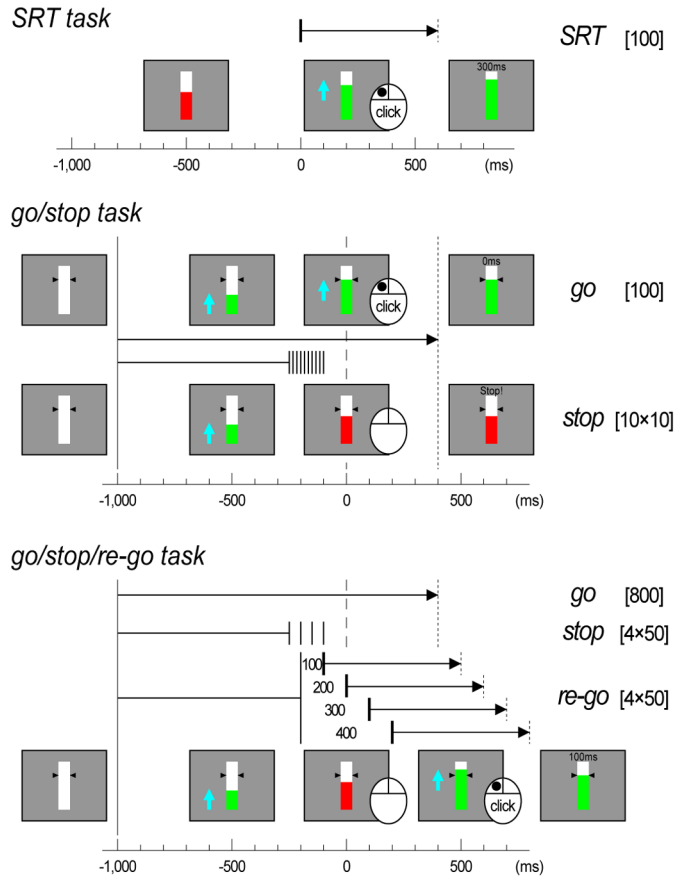 SRT task
SRT [100]
300ms
click
-1,000 -500 0 500 (ms)
go/stop task
0ms
go [100]
click
Stop!
stop [10×10]
-1,000 -500 0 500 (ms)
go/stop/re-go task
go [800]
stop [4×50]
100
200
300
re-go [4×50]
400
100ms
click
-1,000 -500 0 500 (ms)